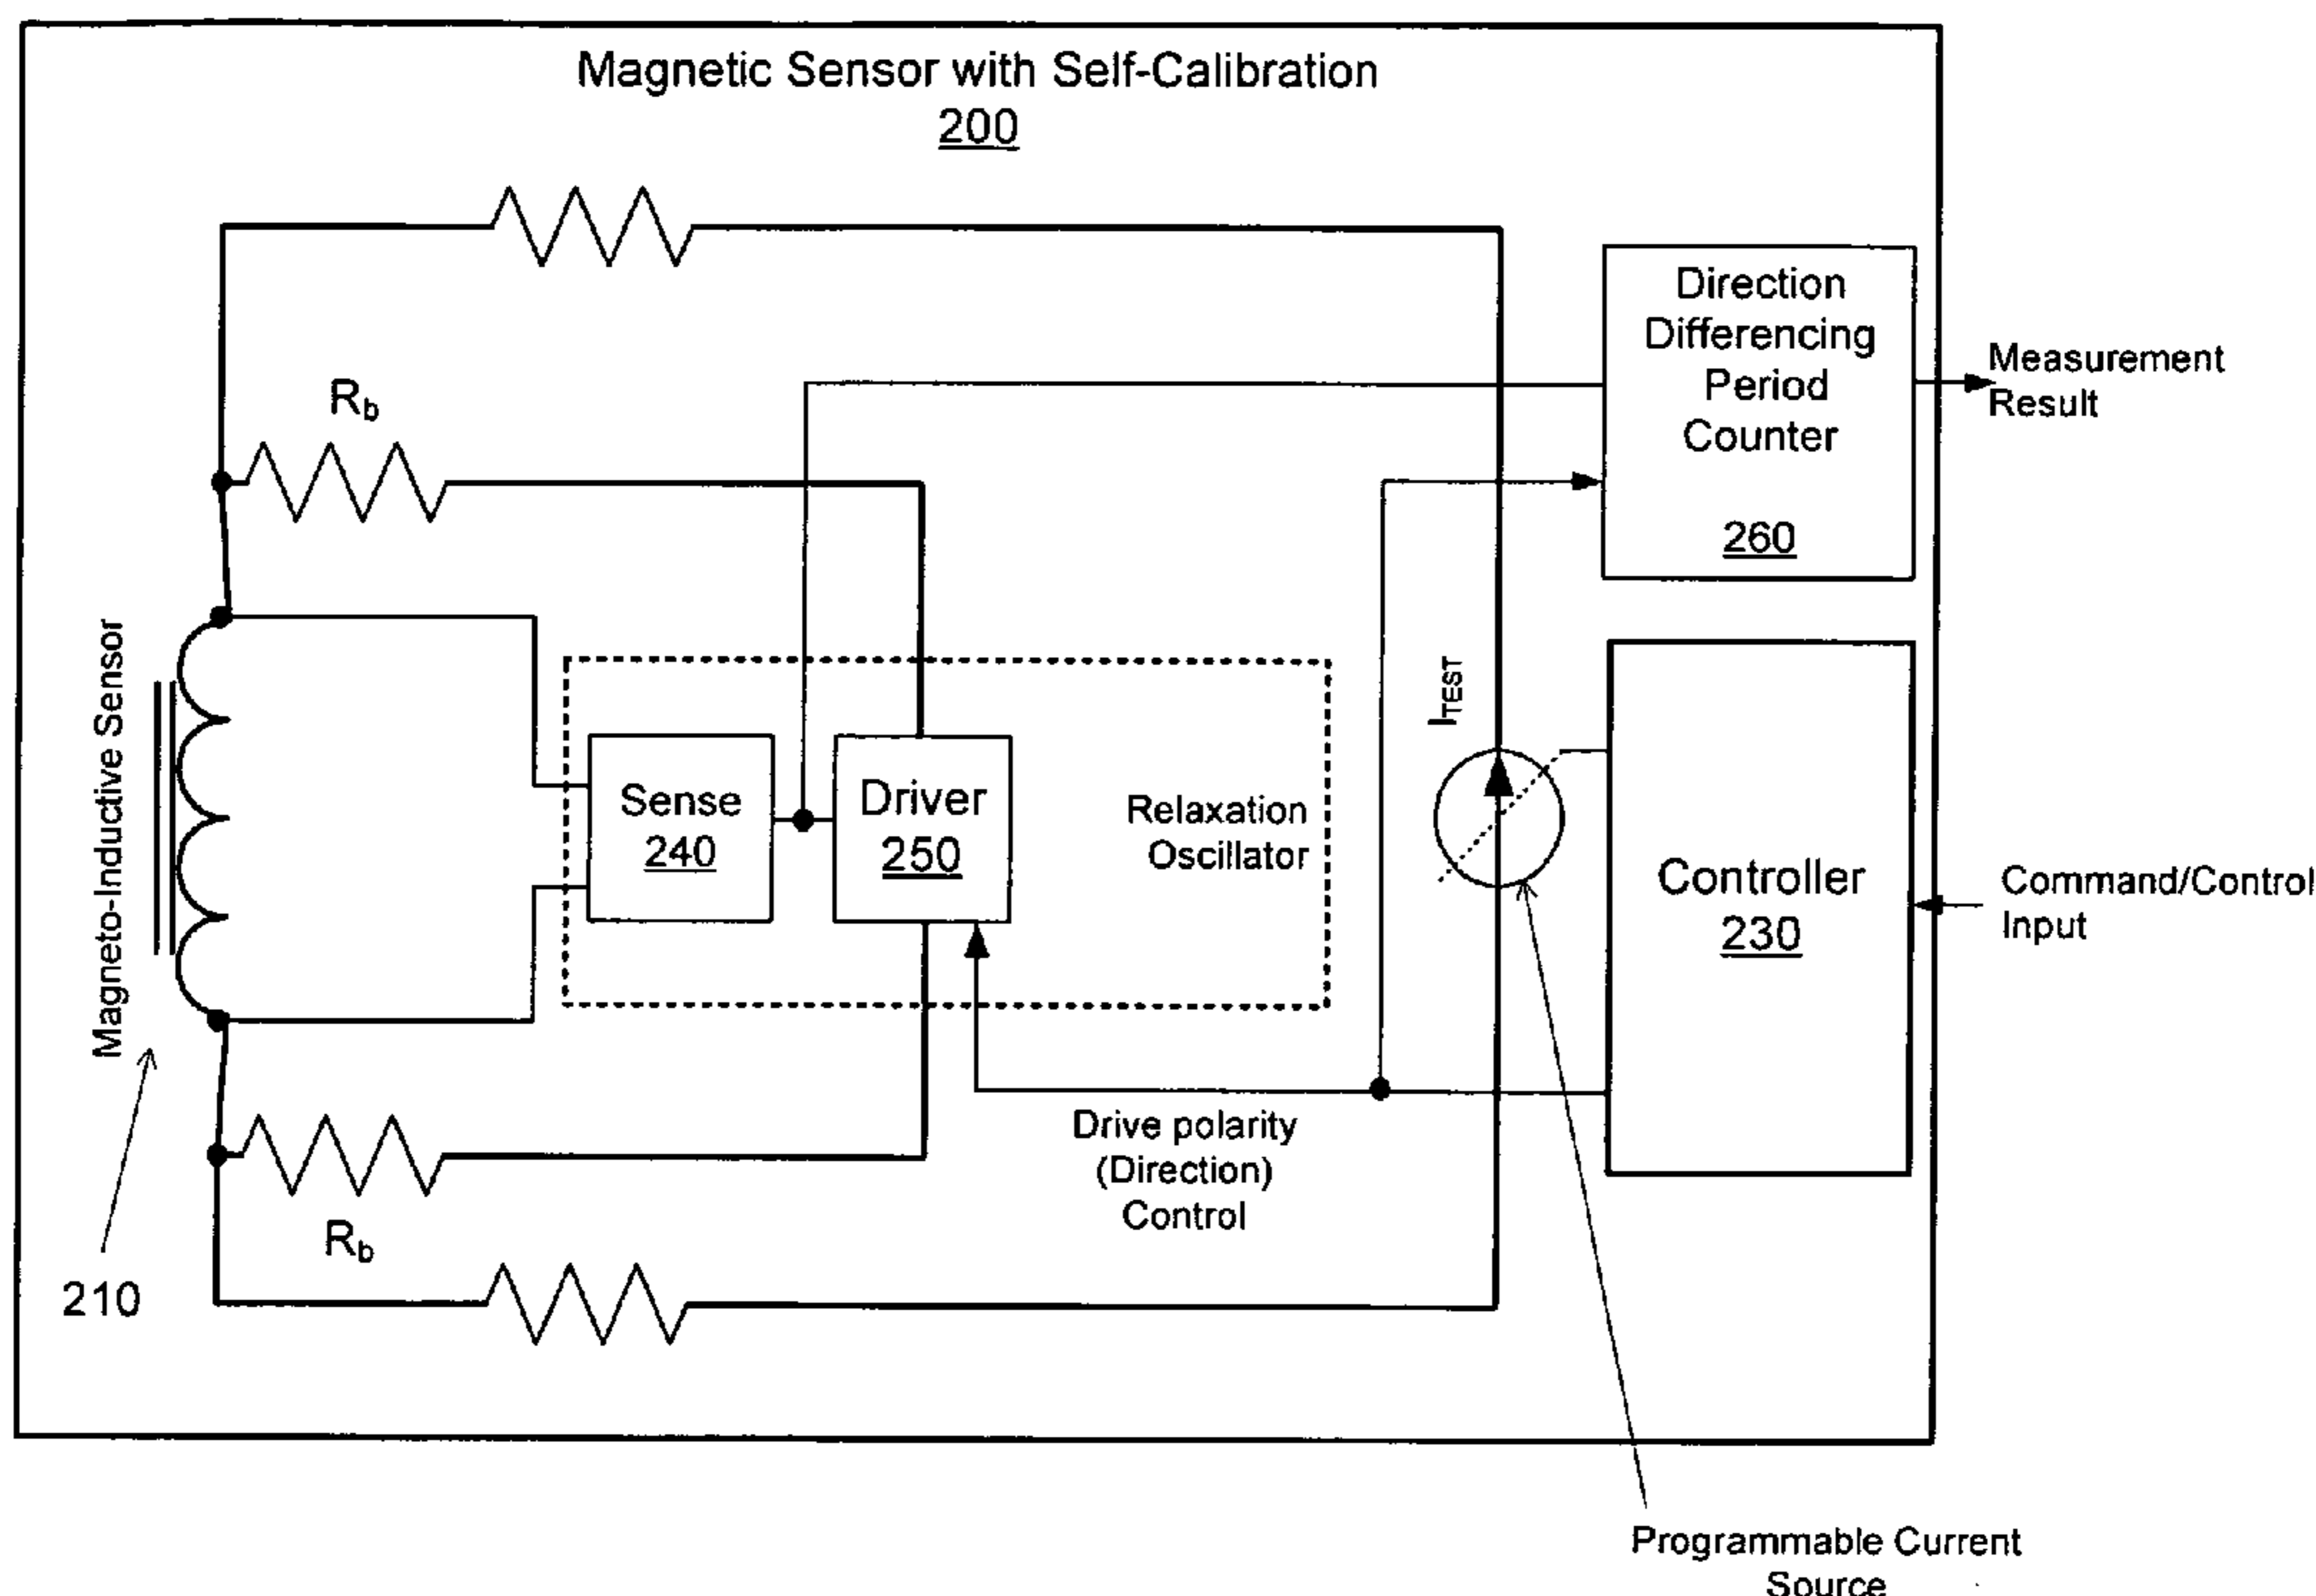 Magnetic Sensor with Self-Calibration
200
Direction
Differencing
Period
Counter
260
Measurement
Result
Rb
Magneto-Inductive Sensor
ITEST
Sense
240
Driver
250
Relaxation
Oscillator
Controller
230
Command/Control
Input
Drive polarity
(Direction)
Control
Rb
210
Programmable Current
Source